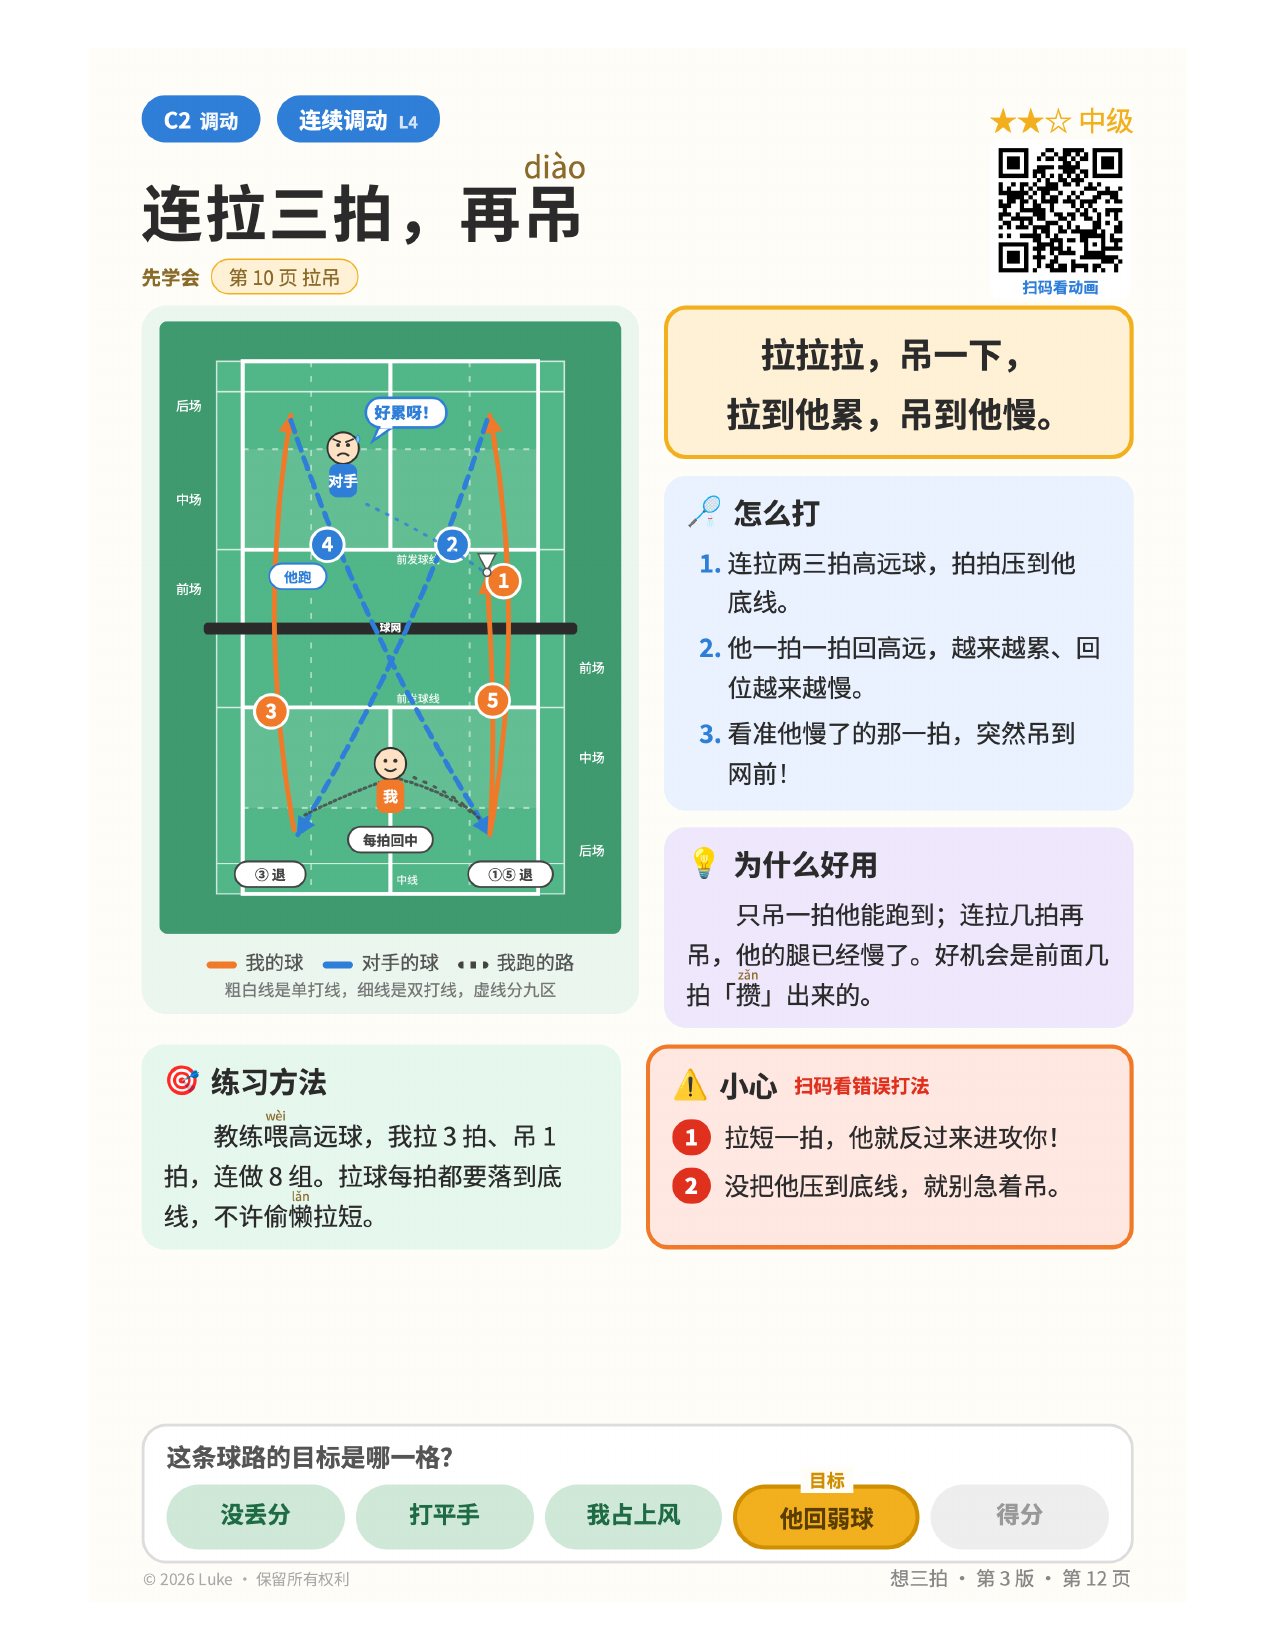 C2 调动
连续调动 L4
★★☆ 中级
diào
连拉三拍，再吊
先学会 第 10 页 拉吊
扫码看动画
后场
中场
前场
好累呀！
对手
4
2
前发球线
他跑
1
球网
前场
前发球线
3
5
中场
我
每拍回中
后场
③ 退
中线
①⑤ 退
我的球 对手的球 我跑的路
粗白线是单打线，细线是双打线，虚线分九区
拉拉拉，吊一下，
拉到他累，吊到他慢。
怎么打
1. 连拉两三拍高远球，拍拍压到他
底线。
2. 他一拍一拍回高远，越来越累、回
位越来越慢。
3. 看准他慢了的那一拍，突然吊到
网前！
为什么好用
只吊一拍他能跑到；连拉几拍再
吊，他的腿已经慢了。好机会是前面几
zǎn
拍「攒」出来的。
练习方法
wèi
教练喂高远球，我拉 3 拍、吊 1
拍，连做 8 组。拉球每拍都要落到底
lǎn
线，不许偷懒拉短。
小心 扫码看错误打法
1 拉短一拍，他就反过来进攻你！
2 没把他压到底线，就别急着吊。
这条球路的目标是哪一格？
目标
没丢分 打平手 我占上风 他回弱球 得分
© 2026 Luke · 保留所有权利
想三拍 · 第 3 版 · 第 12 页